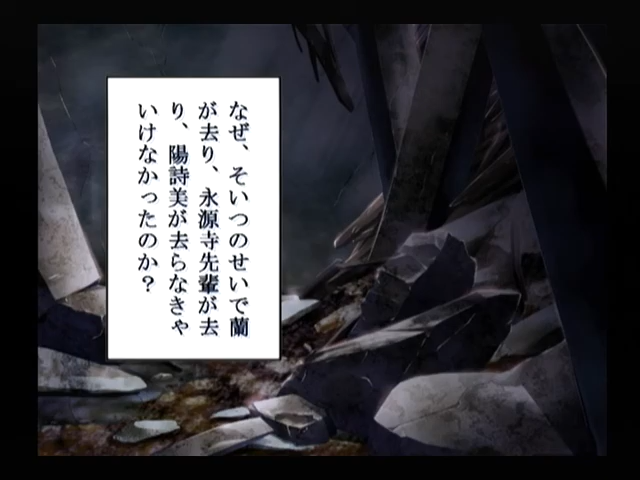 なぜ、そいつのせいで蘭
が去り、永源寺先輩が去
り、陽詩美が去らなきゃ
いけなかったのか？